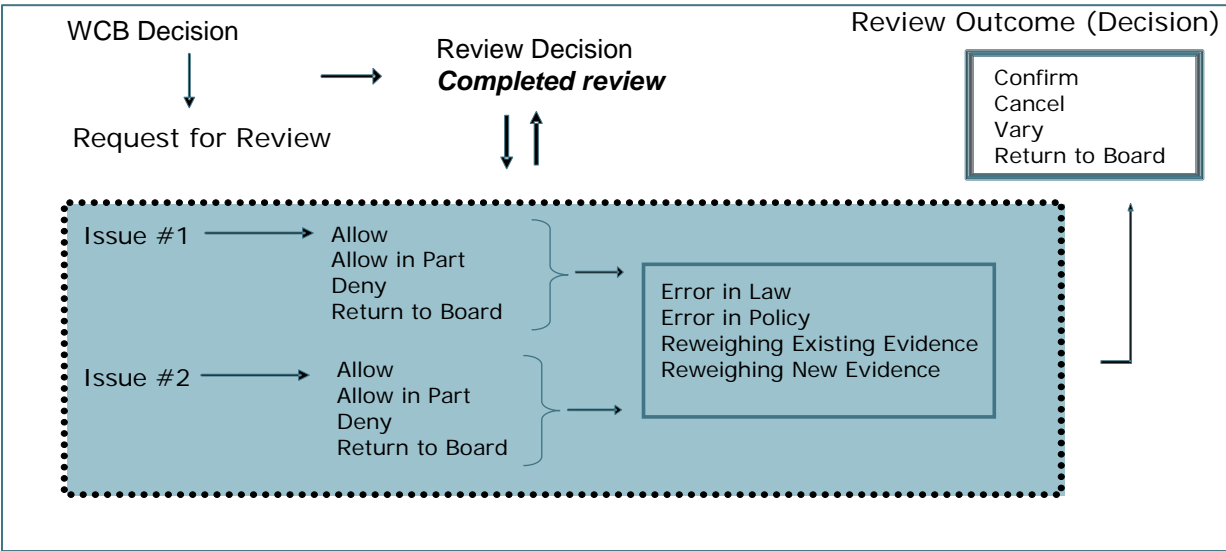 WCB Decision
Request for Review
Review Decision
Completed review
Review Outcome (Decision)
Confirm
Cancel
Vary
Return to Board
Issue #1
Allow
Allow in Part
Deny
Return to Board
Issue #2
Allow
Allow in Part
Deny
Return to Board
Error in Law
Error in Policy
Reweighing Existing Evidence
Reweighing New Evidence